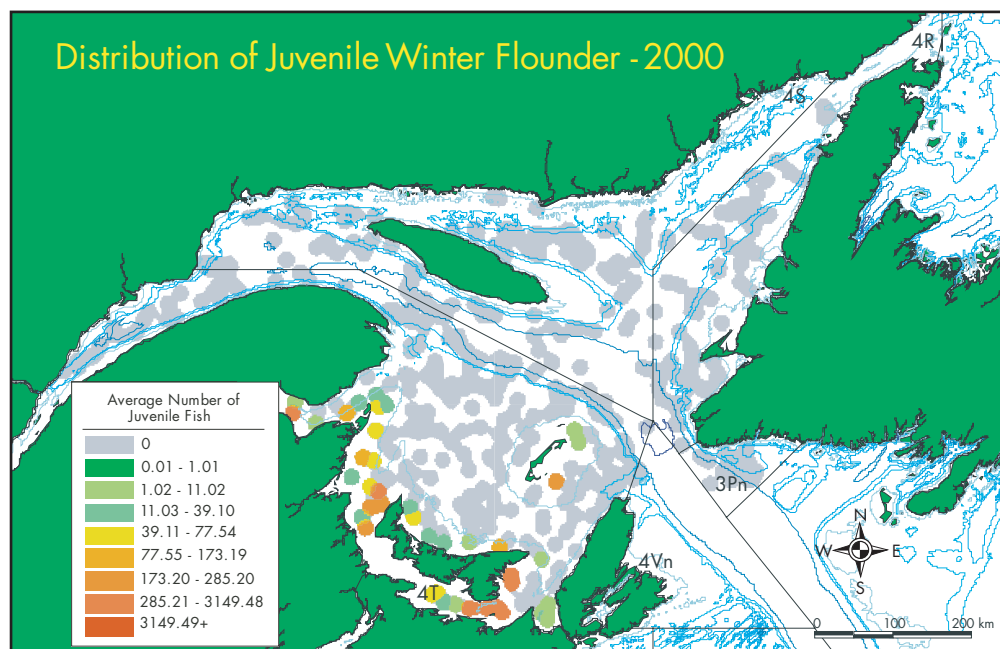 Distribution of Juvenile Winter Flounder - 2000
4R
4S
Average Number of
Juvenile Fish
0
0.01 - 1.01
1.02 - 11.02
11.03 - 39.10
39.11 - 77.54
77.55 - 173.19
173.20 - 285.20
285.21 - 3149.48
3149.49+
3Pn
4Vn
4T
N
W E
S
0 100 200 km